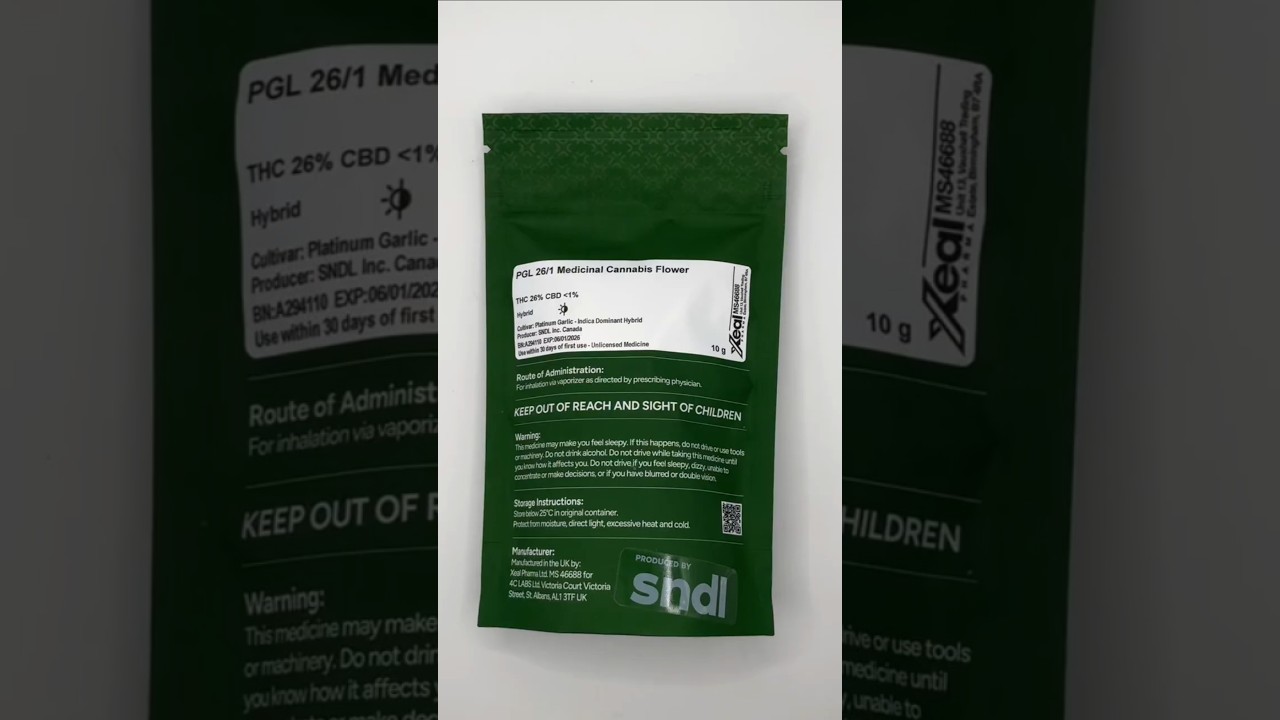 PGL 26/1 Medicinal Cannabis Flower
THC 26% CBD <1%
Hybrid
Cultivar: Platinum Garlic - Indica Dominant Hybrid
Producer: SNDL Inc. Canada
BN:A294110 EXP:06/01/2026
Use within 30 days of first use - Unlicensed Medicine
10 g
Xeal
PHARMA
MS46688
Unit 13, Vauxhall Trading
Estate, Birmingham, B7 4RA
Route of Administration:
For inhalation via vaporizer as directed by prescribing physician.
KEEP OUT OF REACH AND SIGHT OF CHILDREN
Warning:
This medicine may make you feel sleepy. If this happens, do not drive or use tools
or machinery. Do not drink alcohol. Do not drive while taking this medicine until
you know how it affects you. Do not drive if you feel sleepy, dizzy, unable to
concentrate or make decisions, or if you have blurred or double vision.
Storage Instructions:
Store below 25°C in original container.
Protect from moisture, direct light, excessive heat and cold.
Manufacturer:
Manufactured in the UK by:
Xeal Pharma Ltd. MS 46688 for
4C LABS Ltd. Victoria Court Victoria
Street, St. Albans, AL1 3TF UK
PRODUCED BY
sndl